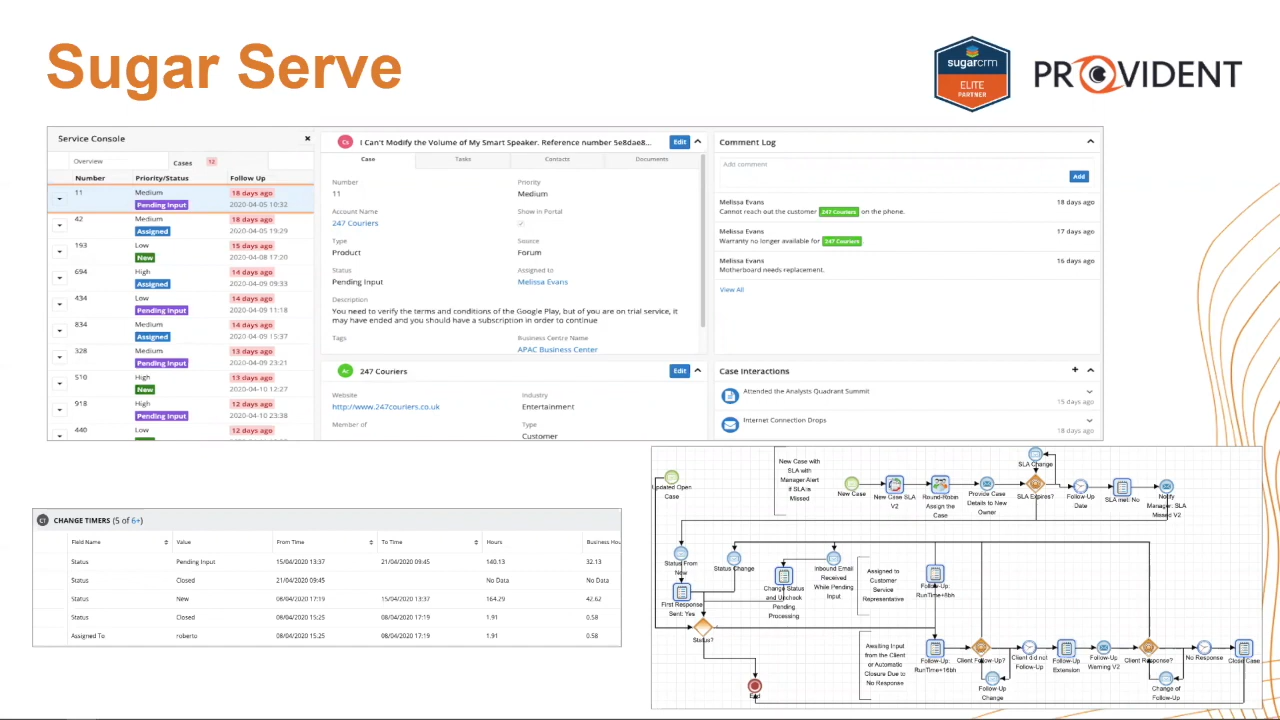 Sugar Serve
sugarcrm
ELITE
PARTNER
PROVIDENT
Service Console
Overview
Cases 12
Number Priority/Status Follow Up
11 Medium 18 days ago
Pending Input 2020-04-05 10:32
42 Medium 18 days ago
Assigned 2020-04-05 19:29
193 Low 15 days ago
New 2020-04-08 17:20
694 High 14 days ago
Assigned 2020-04-09 09:33
434 Low 14 days ago
Pending Input 2020-04-09 11:18
834 Medium 14 days ago
Assigned 2020-04-09 15:37
328 Medium 13 days ago
Pending Input 2020-04-09 23:21
510 High 13 days ago
New 2020-04-10 12:27
918 High 12 days ago
Pending Input 2020-04-10 23:38
440 Low 12 days ago
Cs I Can't Modify the Volume of My Smart Speaker. Reference number 5e8dae8... Edit
Case Tasks Contacts Documents
Number Priority
11 Medium
Account Name Show in Portal
247 Couriers
Type Source
Product Forum
Status Assigned to
Pending Input Melissa Evans
Description
You need to verify the terms and conditions of the Google Play, but of you are on trial service, it
may have ended and you should have a subscription in order to continue
Tags Business Centre Name
APAC Business Center
Ac 247 Couriers Edit
Website Industry
http://www.247couriers.co.uk Entertainment
Member of Type
Customer
Comment Log
Add comment
Add
Melissa Evans 18 days ago
Cannot reach out the customer 247 Couriers on the phone.
Melissa Evans 17 days ago
Warranty no longer available for 247 Couriers
Melissa Evans 16 days ago
Motherboard needs replacement.
View All
Case Interactions +
Attended the Analysts Quadrant Summit
15 days ago
Internet Connection Drops
18 days ago
CT CHANGE TIMERS (5 of 6+)
Field Name Value From Time To Time Hours Business Hou
Status Pending Input 15/04/2020 13:37 21/04/2020 09:45 140.13 32.13
Status Closed 21/04/2020 09:45 No Data No Data
Status New 08/04/2020 17:19 15/04/2020 13:37 164.29 42.62
Status Closed 08/04/2020 15:25 08/04/2020 17:19 1.91 0.58
Assigned To roberto 08/04/2020 15:25 08/04/2020 17:19 1.91 0.58
Updated Open
Case
New Case with
SLA with
Manager Alert
if SLA is
Missed
New Case
New Case SLA
V2
Round-Robin
Assign the
Case
Provide Case
Details to New
Owner
SLA Change
SLA Expires?
Follow-Up
Date
SLA met: No
Notify
Manager: SLA
Missed V2
Status From
New
Status Change
Change Status
and Uncheck
Pending
Processing
Inbound Email
Received
While Pending
Input
Assigned to
Customer
Service
Representative
Follow-Up:
RunTime+8bh
First Response
Sent: Yes
Status?
Awaiting Input
from the Client
or Automatic
Closure Due to
No Response
Follow-Up:
RunTime+16bh
Client Follow-Up?
Client did not
Follow-Up
Follow-Up
Extension
Follow-Up
Warning V2
Client Response?
No Response
Close Case
Follow-Up
Change
Change of
Follow-Up
End